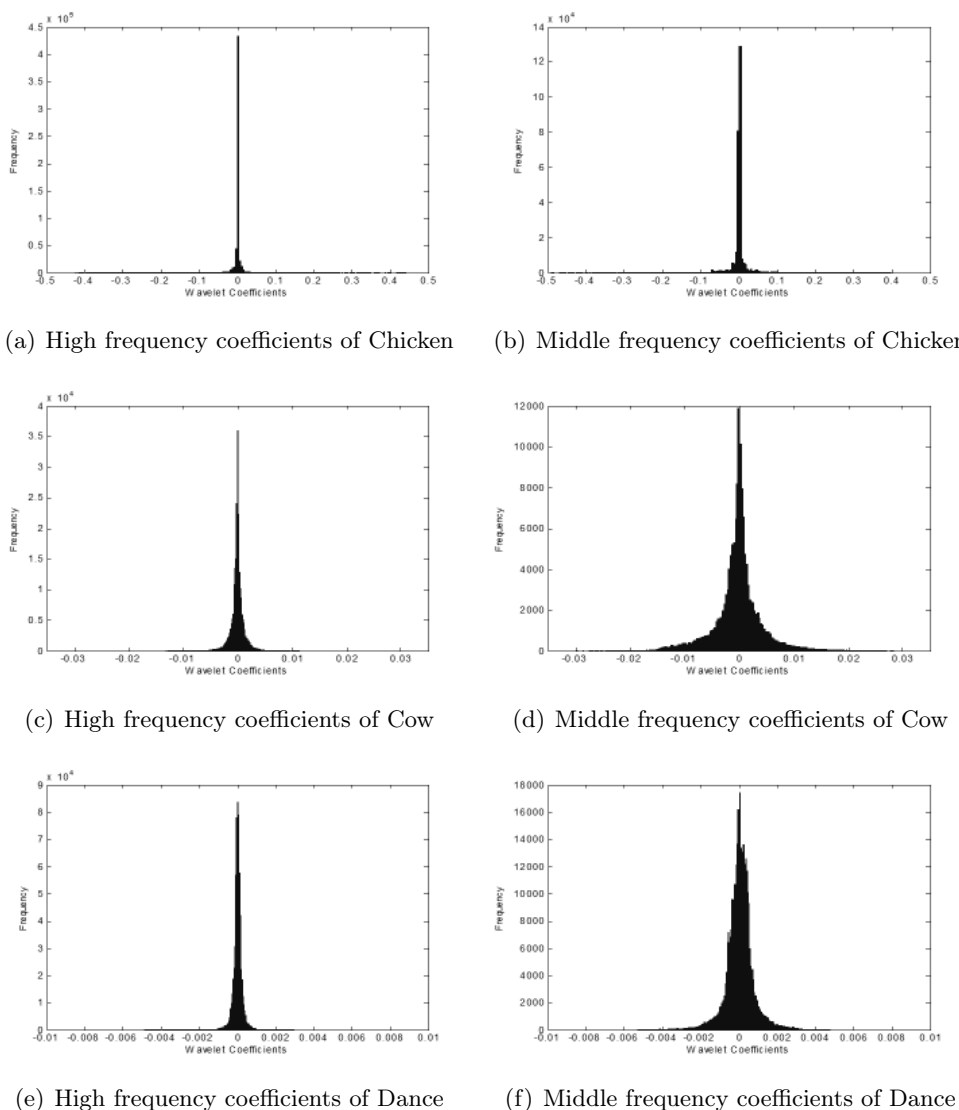 x 10^5
4.5
4
3.5
3
2.5
2
1.5
1
0.5
0
Frequency
-0.5 -0.4 -0.3 -0.2 -0.1 0 0.1 0.2 0.3 0.4 0.5
Wavelet Coefficients
(a) High frequency coefficients of Chicken
x 10^4
14
12
10
8
6
4
2
0
Frequency
-0.5 -0.4 -0.3 -0.2 -0.1 0 0.1 0.2 0.3 0.4 0.5
Wavelet Coefficients
(b) Middle frequency coefficients of Chicken
x 10^4
4
3.5
3
2.5
2
1.5
1
0.5
0
Frequency
-0.03 -0.02 -0.01 0 0.01 0.02 0.03
Wavelet Coefficients
(c) High frequency coefficients of Cow
12000
10000
8000
6000
4000
2000
0
Frequency
-0.03 -0.02 -0.01 0 0.01 0.02 0.03
Wavelet Coefficients
(d) Middle frequency coefficients of Cow
x 10^4
9
8
7
6
5
4
3
2
1
0
Frequency
-0.01 -0.008 -0.006 -0.004 -0.002 0 0.002 0.004 0.006 0.008 0.01
Wavelet Coefficients
(e) High frequency coefficients of Dance
18000
16000
14000
12000
10000
8000
6000
4000
2000
0
Frequency
-0.01 -0.008 -0.006 -0.004 -0.002 0 0.002 0.004 0.006 0.008 0.01
Wavelet Coefficients
(f) Middle frequency coefficients of Dance